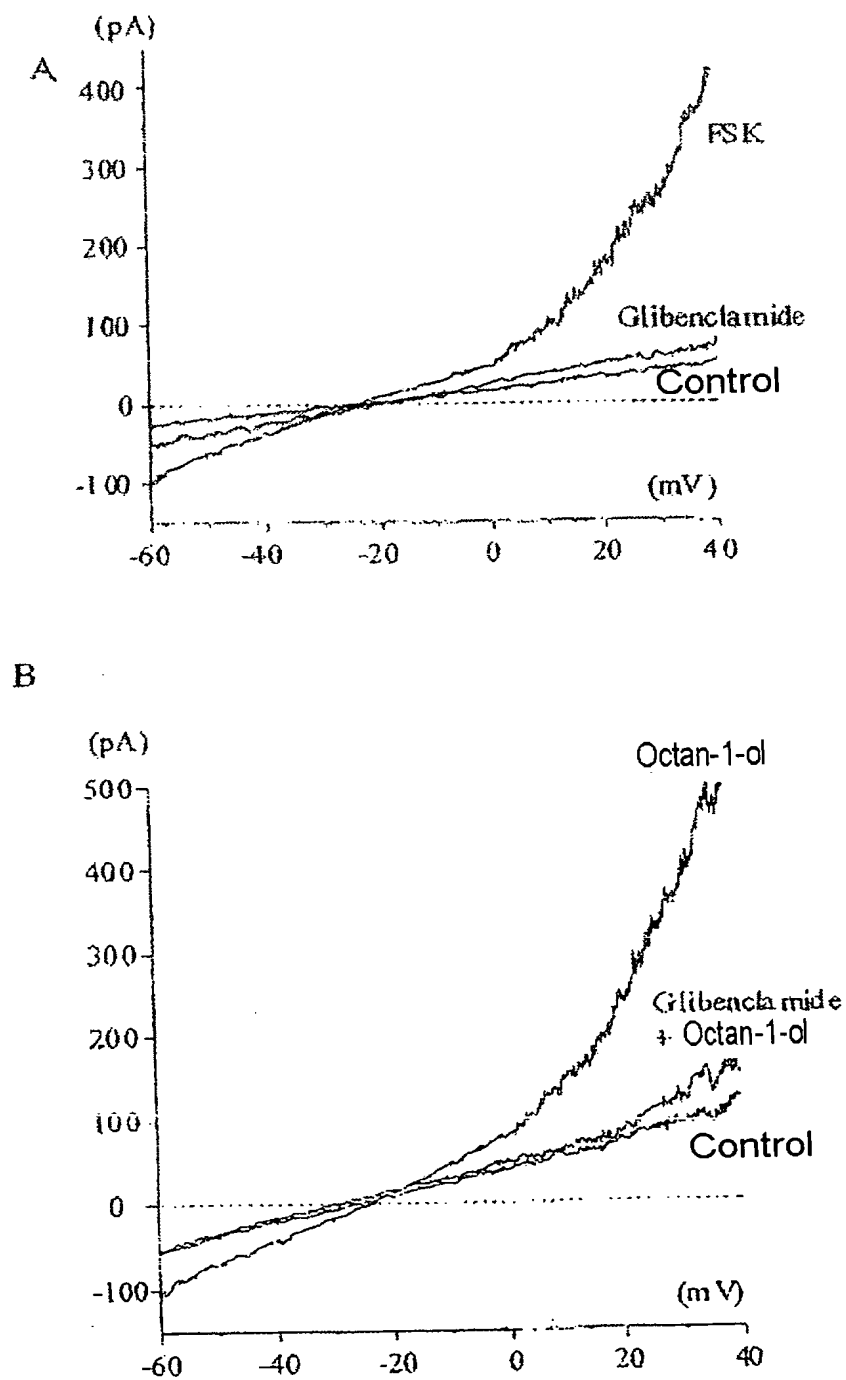 (pA)
A
400
FSK
300
200
100
Glibenclamide
Control
0
-100
(mV)
-60 -40 -20 0 20 40
B
(pA)
Octan-1-ol
500
400
300
Glibenclamide
+ Octan-1-ol
200
100
Control
0
-100
(mV)
-60 -40 -20 0 20 40